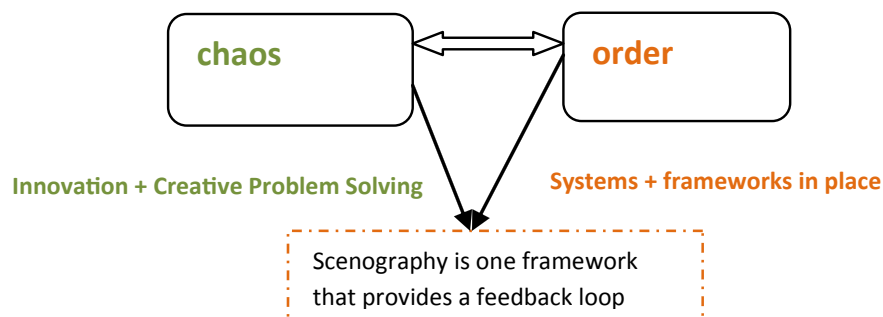 chaos
order
Innovation + Creative Problem Solving
Systems + frameworks in place
Scenography is one framework
that provides a feedback loop